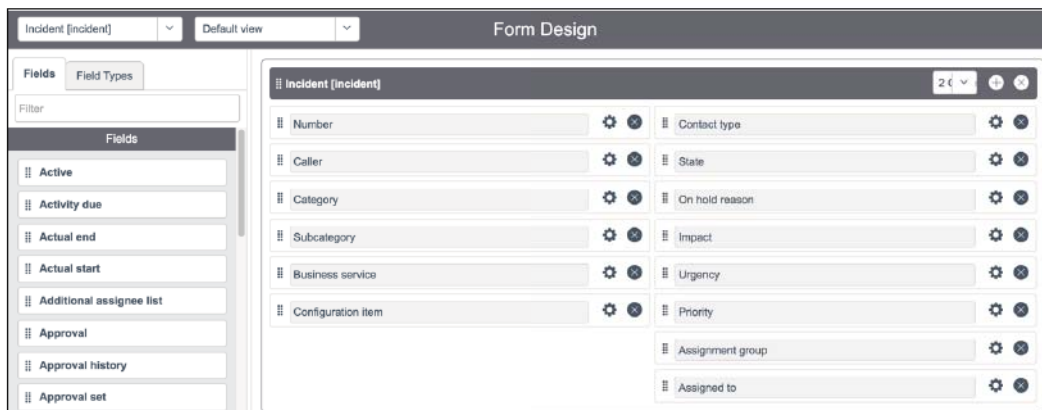 Incident [incident]
Default view
Form Design
Fields
Field Types
Filter
Fields
Active
Activity due
Actual end
Actual start
Additional assignee list
Approval
Approval history
Approval set
Incident [incident]
Number
Contact type
Caller
State
Category
On hold reason
Subcategory
Impact
Business service
Urgency
Configuration item
Priority
Assignment group
Assigned to